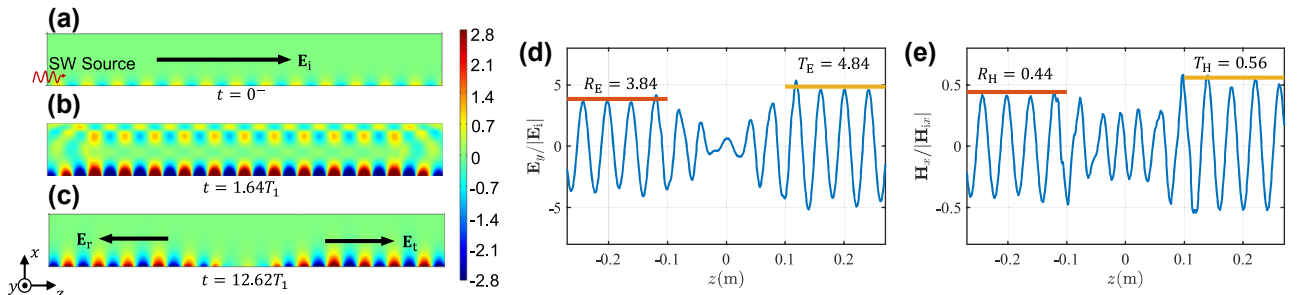 (a)
SW Source
E_i
t = 0⁻
(b)
t = 1.64T₁
(c)
E_r
E_t
t = 12.62T₁
x
y
z
2.8
2.1
1.4
0.7
0
-0.7
-1.4
-2.1
-2.8
(d)
R_E = 3.84
T_E = 4.84
E_y/|E_i|
5
0
-5
-0.2
-0.1
0
0.1
0.2
z(m)
(e)
R_H = 0.44
T_H = 0.56
H_x/|H_ix|
0.5
0
-0.5
-0.2
-0.1
0
0.1
0.2
z(m)